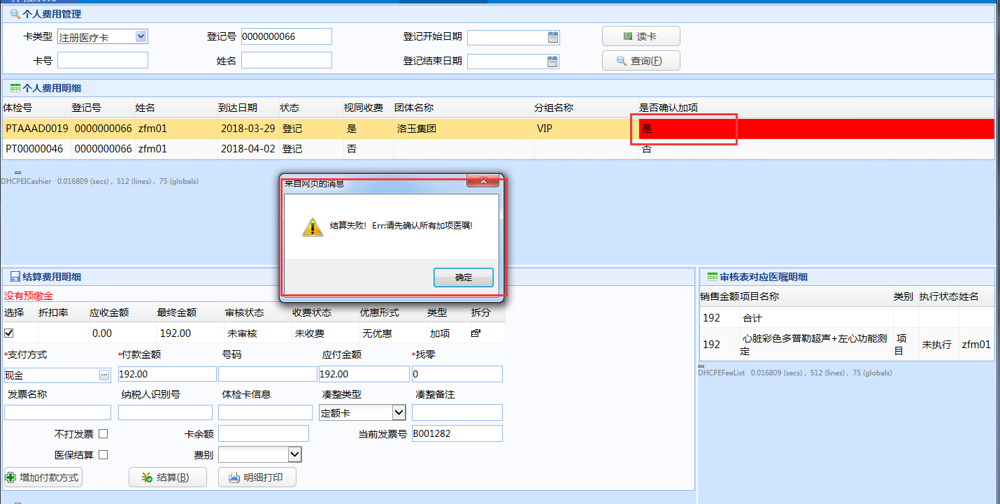 个人费用管理
卡类型 注册医疗卡 登记号 0000000066 登记开始日期 读卡
卡号 姓名 登记结束日期 查询(F)
个人费用明细
体检号 登记号 姓名 到达日期 状态 视同收费 团体名称 分组名称 是否确认加项
PTAAAD0019 0000000066 zfm01 2018-03-29 登记 是 洛玉集团 VIP 是
PT00000046 0000000066 zfm01 2018-04-02 登记 否 否
DHCPEICashier 0.016809 (secs) , 512 (lines) , 75 (globals)
来自网页的消息
结算失败! Err:请先确认所有加项医嘱!
确定
结算费用明细
没有预缴金
选择 折扣率 应收金额 最终金额 审核状态 收费状态 优惠形式 类型 拆分
0.00 192.00 未审核 未收费 无优惠 加项
*支付方式 *付款金额 号码 应付金额 *找零
现金 192.00 192.00 0
发票名称 纳税人识别号 体检卡信息 凑整类型 凑整备注
定额卡
不打发票 卡余额 当前发票号 B001282
医保结算 费别
增加付款方式 结算(B) 明细打印
审核表对应医嘱明细
销售金额 项目名称 类别 执行状态 姓名
192 合计
192 心脏彩色多普勒超声+左心功能测定 项目 未执行 zfm01
DHCPEFeeList 0.016809 (secs) , 512 (lines) , 75 (globals)